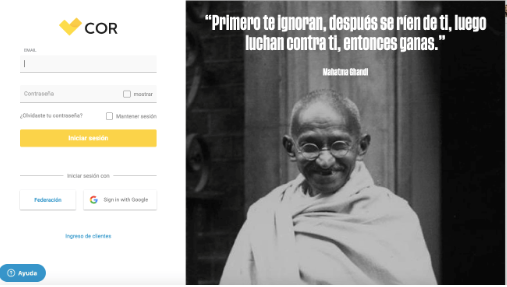 COR
EMAIL
Contraseña
mostrar
¿Olvidaste tu contraseña?
Mantener sesión
Iniciar sesión
Iniciar sesión con
Federación
Sign in with Google
Ingreso de clientes
Ayuda
“Primero te ignoran, después se ríen de ti, luego
luchan contra ti, entonces ganas.”
Mahatma Ghandi